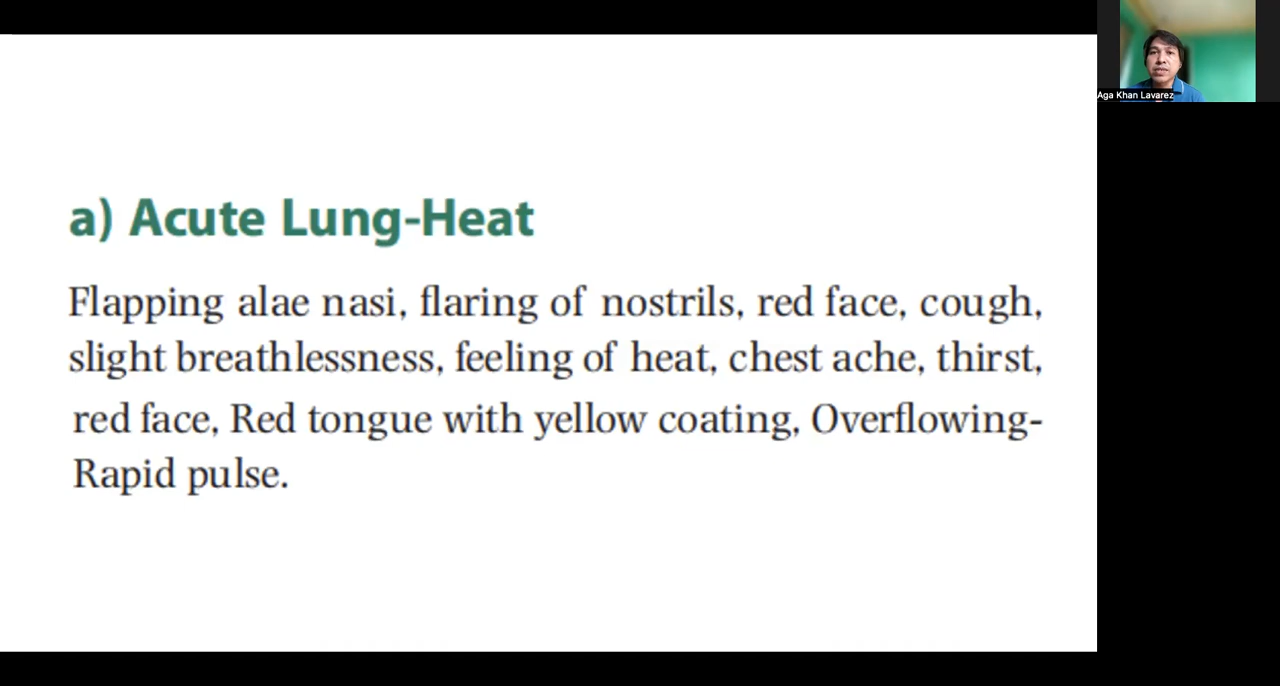 a) Acute Lung-Heat
Flapping alae nasi, flaring of nostrils, red face, cough,
slight breathlessness, feeling of heat, chest ache, thirst,
red face, Red tongue with yellow coating, Overflowing-
Rapid pulse.
Aga Khan Lavarez